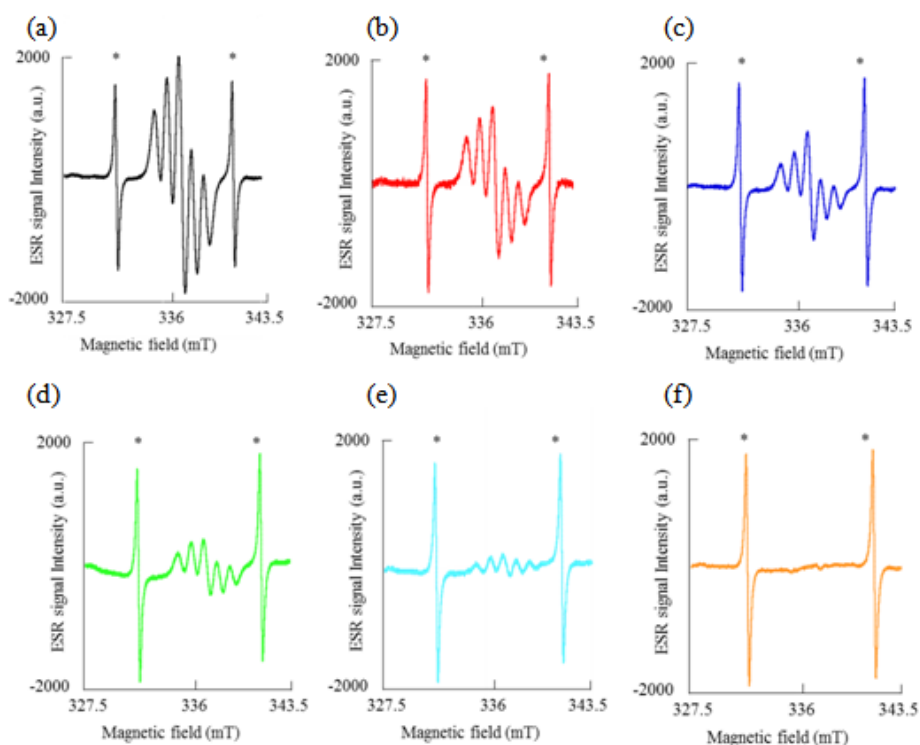 (a)
(b)
(c)
* *
* *
* *
2000
2000
2000
ESR signal Intensity (a.u.)
ESR signal Intensity (a.u.)
ESR signal Intensity (a.u.)
-2000
-2000
-2000
327.5 336 343.5
327.5 336 343.5
327.5 336 343.5
Magnetic field (mT)
Magnetic field (mT)
Magnetic field (mT)
(d)
(e)
(f)
* *
* *
* *
2000
2000
2000
ESR signal Intensity (a.u.)
ESR signal Intensity (a.u.)
ESR signal Intensity (a.u.)
-2000
-2000
-2000
327.5 336 343.5
327.5 336 343.5
327.5 336 343.5
Magnetic field (mT)
Magnetic field (mT)
Magnetic field (mT)